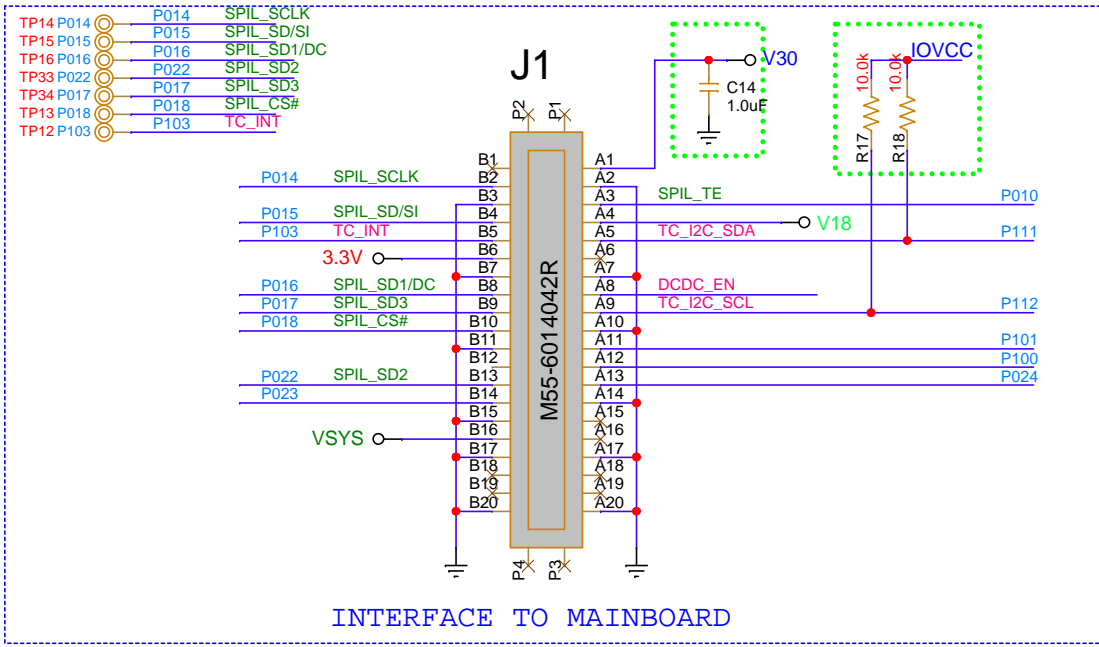 TP14 P014 P014 SPIL_SCLK
TP15 P015 P015 SPIL_SD/SI
TP16 P016 P016 SPIL_SD1/DC
TP33 P022 P022 SPIL_SD2
TP34 P017 P017 SPIL_SD3
TP13 P018 P018 SPIL_CS#
TP12 P103 P103 TC_INT
J1
V30
C14
1.0uF
IOVCC
10.0k 10.0k
R17 R18
P2 P1
B1 A1
P014 SPIL_SCLK B2 A2
B3 A3 SPIL_TE P010
P015 SPIL_SD/SI B4 A4 V18
P103 TC_INT B5 A5 TC_I2C_SDA P111
3.3V B6 A6
B7 A7
P016 SPIL_SD1/DC B8 A8 DCDC_EN
P017 SPIL_SD3 B9 A9 TC_I2C_SCL P112
P018 SPIL_CS# B10 A10
B11 A11 P101
B12 A12 P100
P022 SPIL_SD2 B13 A13 P024
P023 B14 A14
B15 A15
VSYS B16 A16
B17 A17
B18 A18
B19 A19
B20 A20
M55-6014042R
P4 P3
INTERFACE TO MAINBOARD